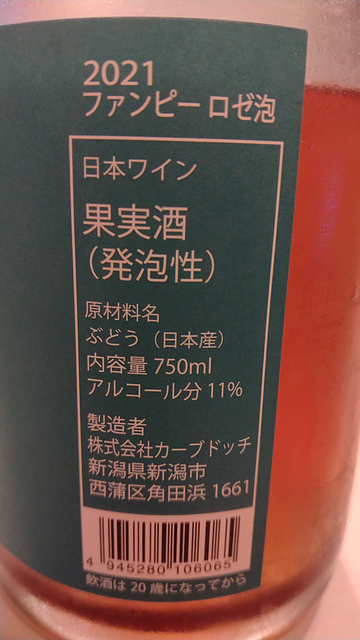 2021
ファンピー ロゼ泡
日本ワイン
果実酒
（発泡性）
原材料名
ぶどう（日本産）
内容量 750ml
アルコール分 11%
製造者
株式会社カーブドッチ
新潟県新潟市
西蒲区角田浜 1661
4 945280 106065
飲酒は 20 歳になってから